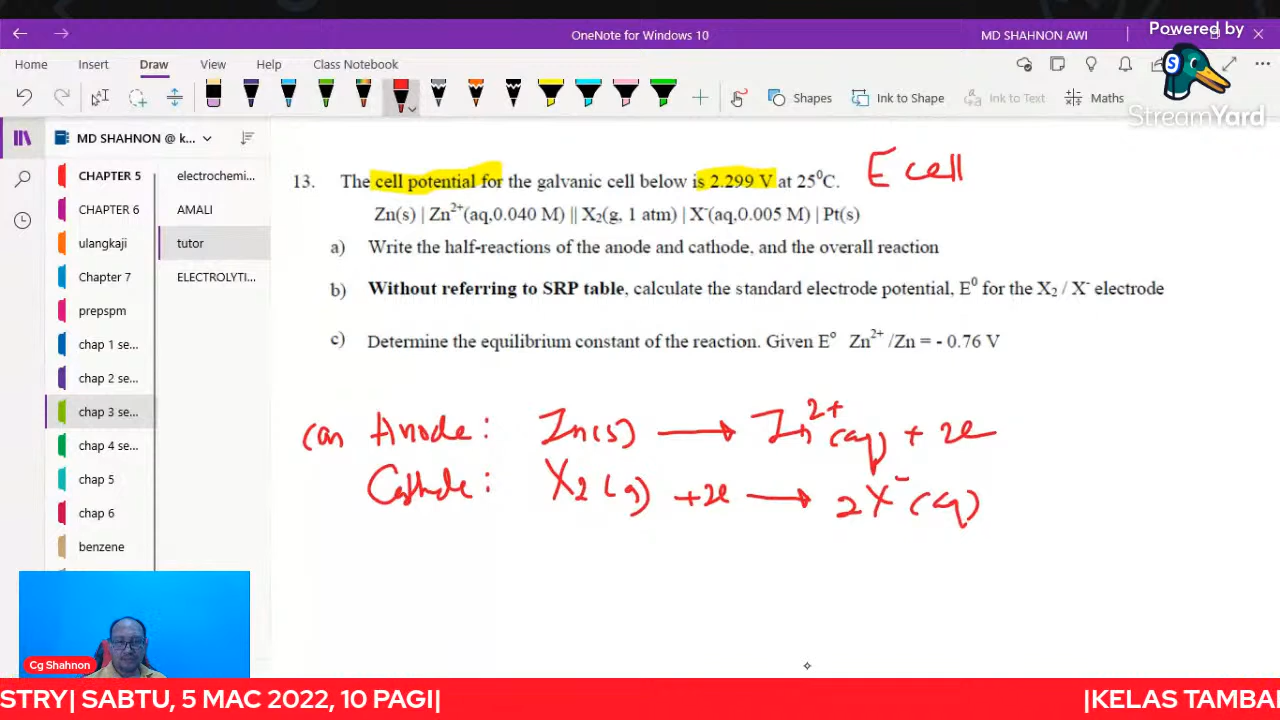 Powered by
OneNote for Windows 10
MD SHAHNON AWI
StreamYard
Home Insert Draw View Help Class Notebook
Shapes Ink to Shape Ink to Text Maths
MD SHAHNON @ k...
CHAPTER 5
CHAPTER 6
ulangkaji
Chapter 7
prepspm
chap 1 se...
chap 2 se...
chap 3 se...
chap 4 se...
chap 5
chap 6
benzene
electrochemi...
AMALI
tutor
ELECTROLYTI...
13. The cell potential for the galvanic cell below is 2.299 V at 25⁰C. E cell
Zn(s) | Zn²⁺(aq,0.040 M) || X₂(g, 1 atm) | X⁻(aq,0.005 M) | Pt(s)
a) Write the half-reactions of the anode and cathode, and the overall reaction
b) Without referring to SRP table, calculate the standard electrode potential, E⁰ for the X₂ / X⁻ electrode
c) Determine the equilibrium constant of the reaction. Given E° Zn²⁺ /Zn = - 0.76 V
(a) Anode: Zn(s) → Zn²⁺(aq) + 2e
Cathode: X₂(g) +2e → 2X⁻(aq)
Cg Shahnon
STRY| SABTU, 5 MAC 2022, 10 PAGI| |KELAS TAMBA